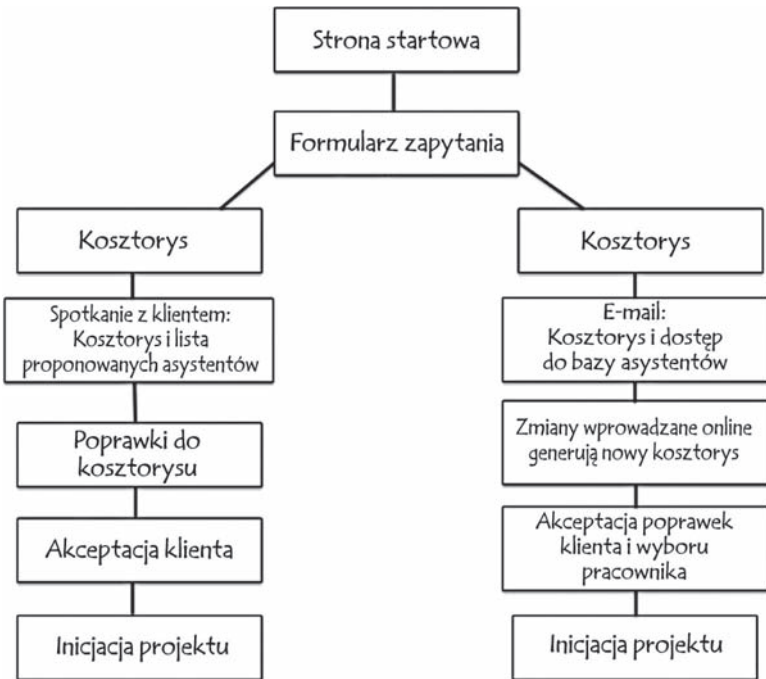 Strona startowa
Formularz zapytania
Kosztorys
Spotkanie z klientem:
Kosztorys i lista
proponowanych asystentów
Poprawki do
kosztorysu
Akceptacja klienta
Inicjacja projektu
Kosztorys
E-mail:
Kosztorys i dostęp
do bazy asystentów
Zmiany wprowadzane online
generują nowy kosztorys
Akceptacja poprawek
klienta i wyboru
pracownika
Inicjacja projektu